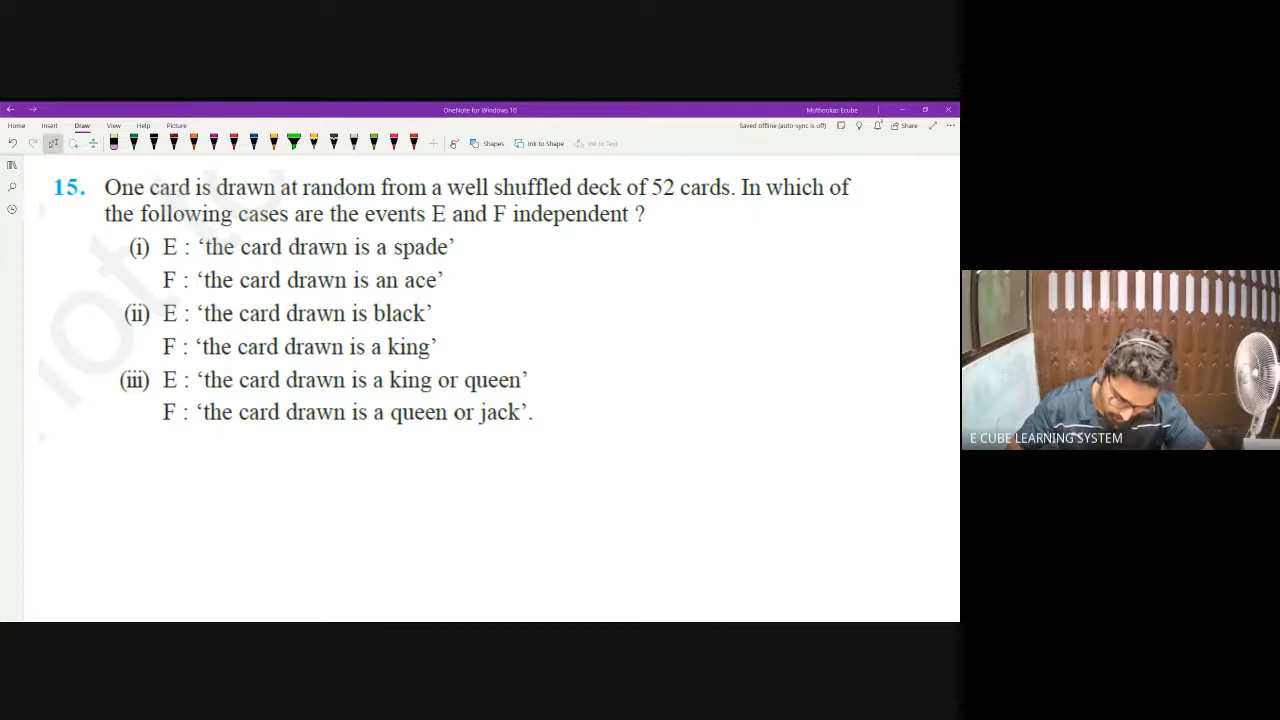 OneNote for Windows 10
Muthookas Ecube
Home Insert Draw View Help Picture
Saved offline (auto-sync is off) Share
Shapes Ink to Shape Ink to Text
15. One card is drawn at random from a well shuffled deck of 52 cards. In which of
the following cases are the events E and F independent ?
(i) E : ‘the card drawn is a spade’
F : ‘the card drawn is an ace’
(ii) E : ‘the card drawn is black’
F : ‘the card drawn is a king’
(iii) E : ‘the card drawn is a king or queen’
F : ‘the card drawn is a queen or jack’.
not to
E CUBE LEARNING SYSTEM